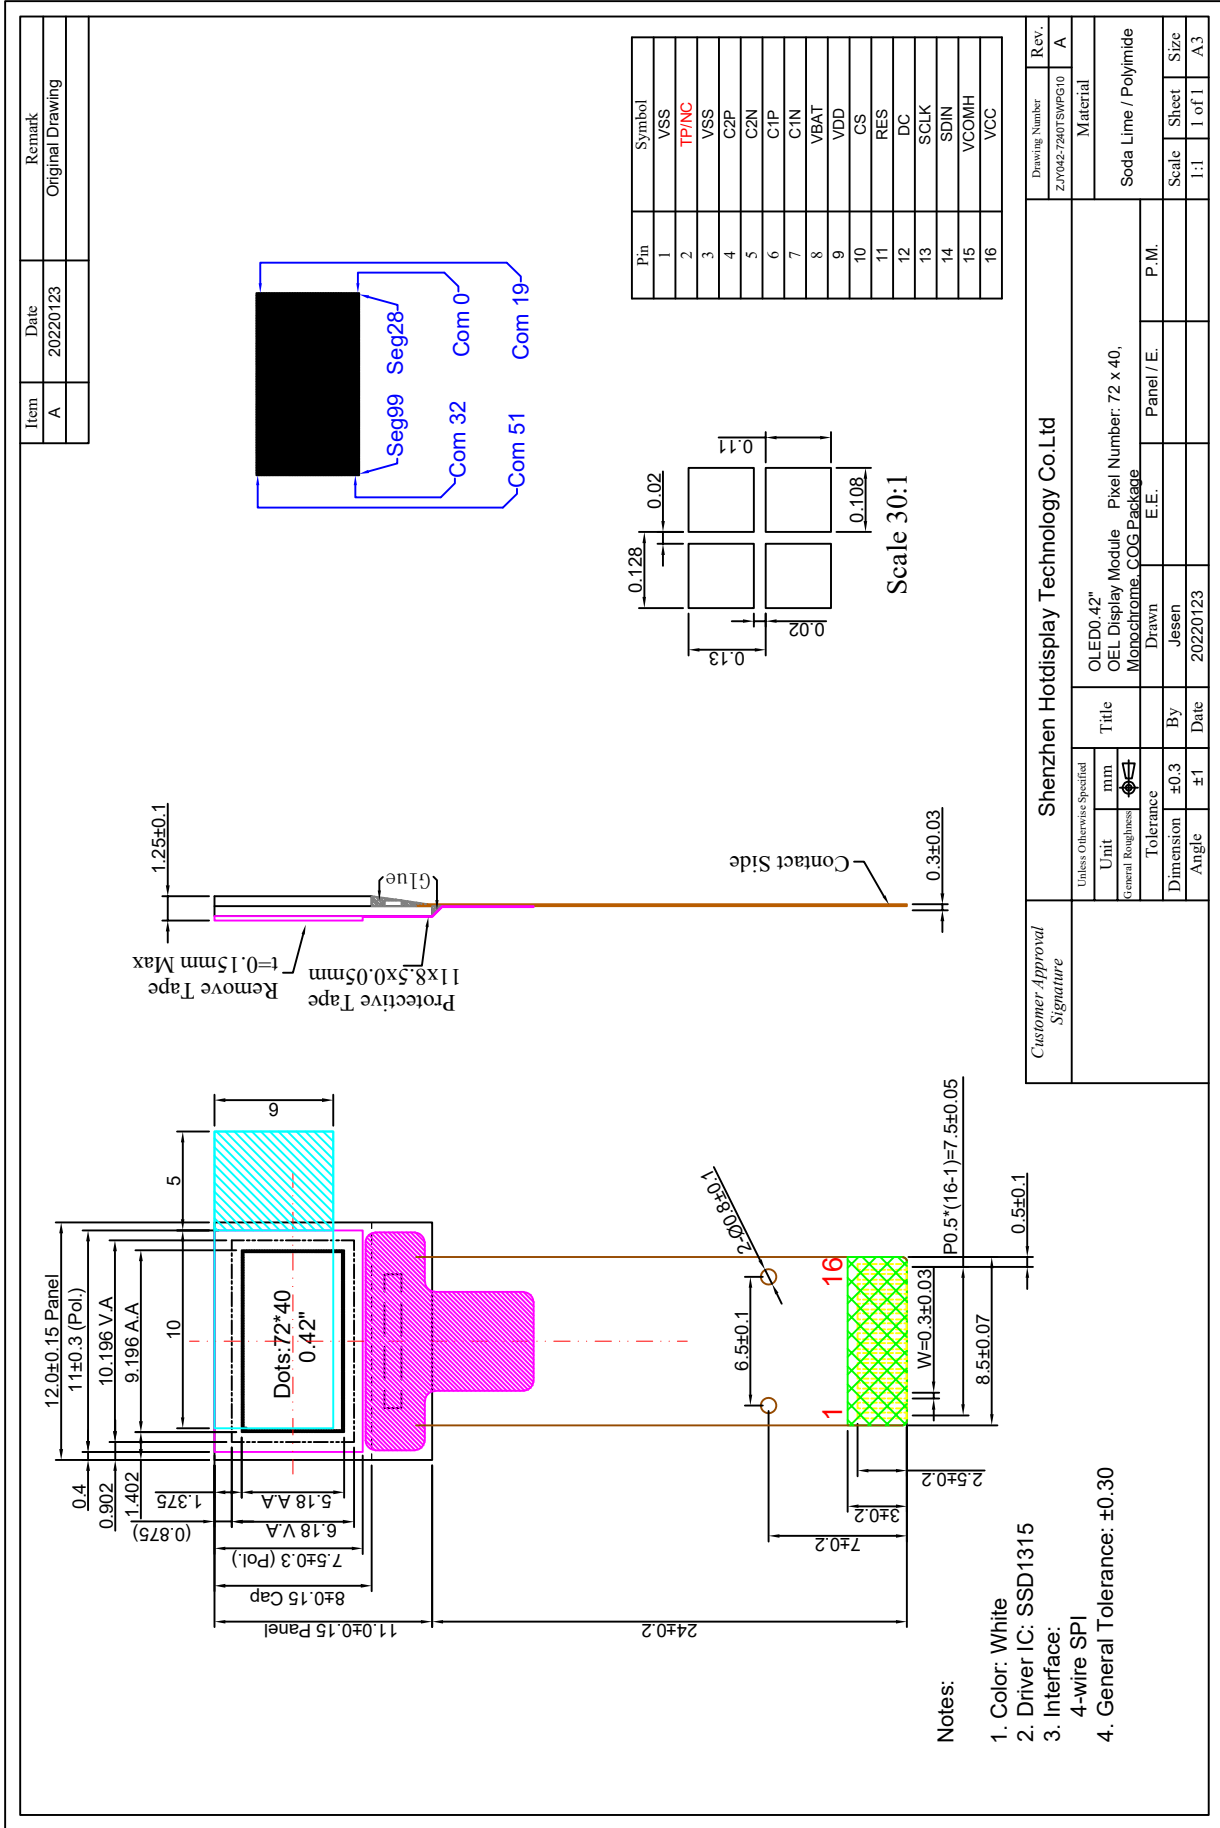 Item Date Remark
A 20220123 Original Drawing
12.0±0.15 Panel
11±0.3 (Pol.)
10.196 V.A
9.196 A.A
10
5
6
0.4
0.902
1.402
1.375
(0.875)
5.18 A.A
6.18 V.A
7.5±0.3 (Pol.)
8±0.15 Cap
11.0±0.15 Panel
24±0.2
Dots:72*40
0.42"
2-Ø0.8±0.1
6.5±0.1
1
16
7±0.2
3±0.2
2.5±0.2
W=0.3±0.03
8.5±0.07
P0.5*(16-1)=7.5±0.05
0.5±0.1
1.25±0.1
Remove Tape
t=0.15mm Max
Protective Tape
11x8.5x0.05mm
Glue
Contact Side
0.3±0.03
Seg99 Seg28
Com 32 Com 0
Com 51 Com 19
0.128
0.02
0.11
0.13
0.02
0.108
Scale 30:1
Pin Symbol
1 VSS
2 TP/NC
3 VSS
4 C2P
5 C2N
6 C1P
7 C1N
8 VBAT
9 VDD
10 CS
11 RES
12 DC
13 SCLK
14 SDIN
15 VCOMH
16 VCC
Notes:
1. Color: White
2. Driver IC: SSD1315
3. Interface:
4-wire SPI
4. General Tolerance: ±0.30
Customer Approval
Signature
Shenzhen Hotdisplay Technology Co.Ltd
Drawing Number Rev.
ZJY042-7240TSWPG10 A
Unless Otherwise Specified
Unit mm
General Roughness
Tolerance
Dimension ±0.3
Angle ±1
Title
OLED0.42"
OEL Display Module Pixel Number: 72 x 40,
Monochrome, COG Package
Material
Soda Lime / Polyimide
Drawn E.E. Panel / E. P.M.
By Jesen
Date 20220123
Scale Sheet Size
1:1 1 of 1 A3